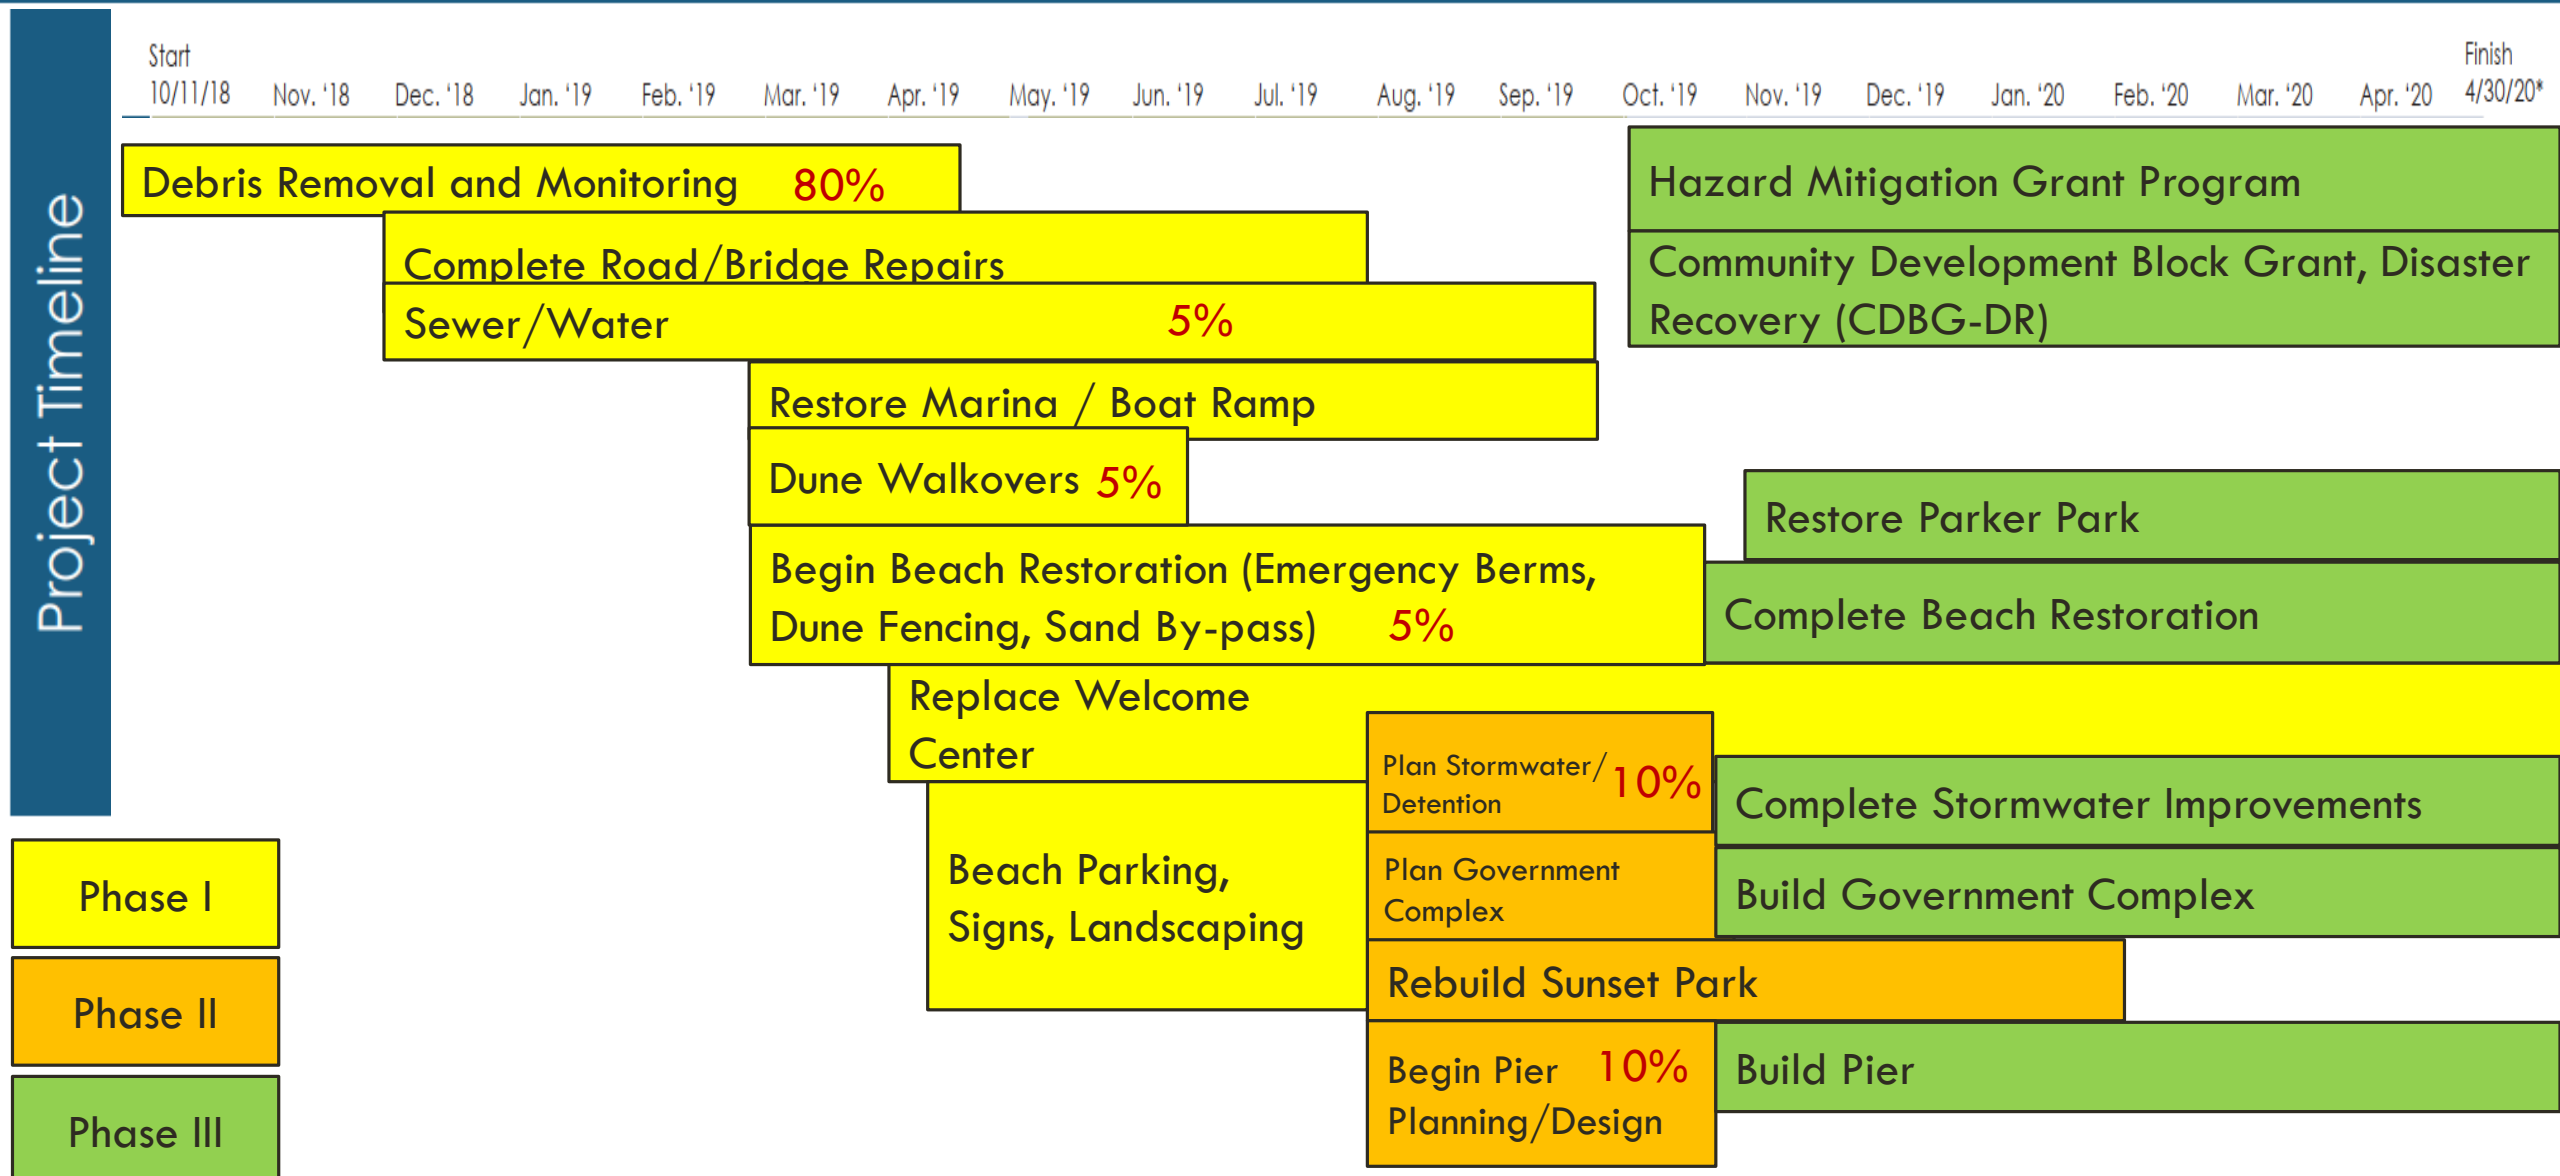 Project Timeline
Start
10/11/18 Nov. ‘18 Dec. ‘18 Jan. ‘19 Feb. ‘19 Mar. ‘19 Apr. ‘19 May. ‘19 Jun. ‘19 Jul. ‘19 Aug. ‘19 Sep. ‘19 Oct. ‘19 Nov. ‘19 Dec. ‘19 Jan. ‘20 Feb. ‘20 Mar. ‘20 Apr. ‘20
Finish
4/30/20*
Debris Removal and Monitoring 80%
Hazard Mitigation Grant Program
Complete Road/Bridge Repairs
Community Development Block Grant, Disaster
Recovery (CDBG-DR)
Sewer/Water 5%
Restore Marina / Boat Ramp
Dune Walkovers 5%
Restore Parker Park
Begin Beach Restoration (Emergency Berms,
Dune Fencing, Sand By-pass) 5%
Complete Beach Restoration
Replace Welcome
Center
Plan Stormwater/
Detention
10%
Complete Stormwater Improvements
Beach Parking,
Signs, Landscaping
Plan Government
Complex
Build Government Complex
Rebuild Sunset Park
Begin Pier 10%
Planning/Design
Build Pier
Phase I
Phase II
Phase III